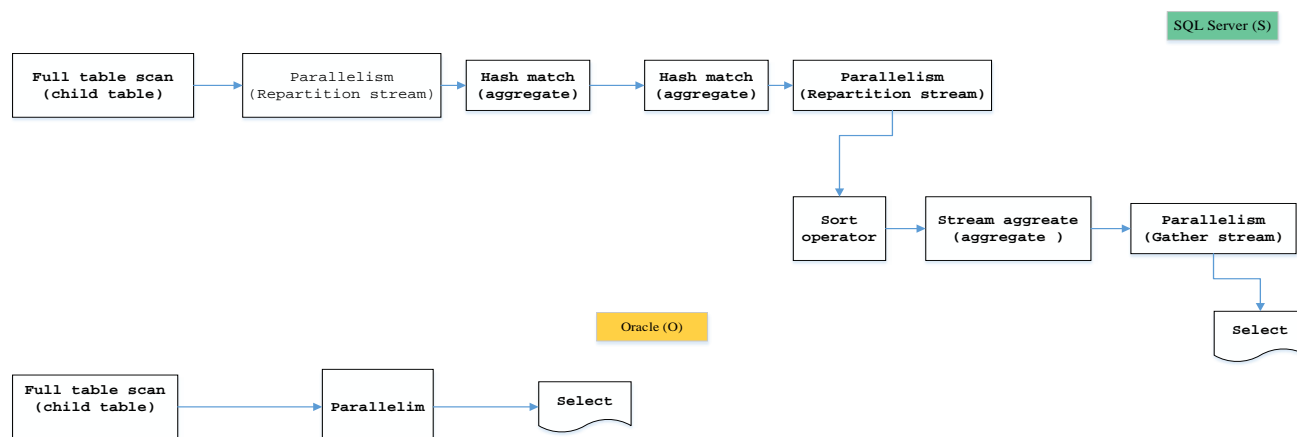 SQL Server (S)
Full table scan
(child table)
Parallelism
(Repartition stream)
Hash match
(aggregate)
Hash match
(aggregate)
Parallelism
(Repartition stream)
Sort
operator
Stream aggreate
(aggregate )
Parallelism
(Gather stream)
Select
Oracle (O)
Full table scan
(child table)
Parallelim
Select